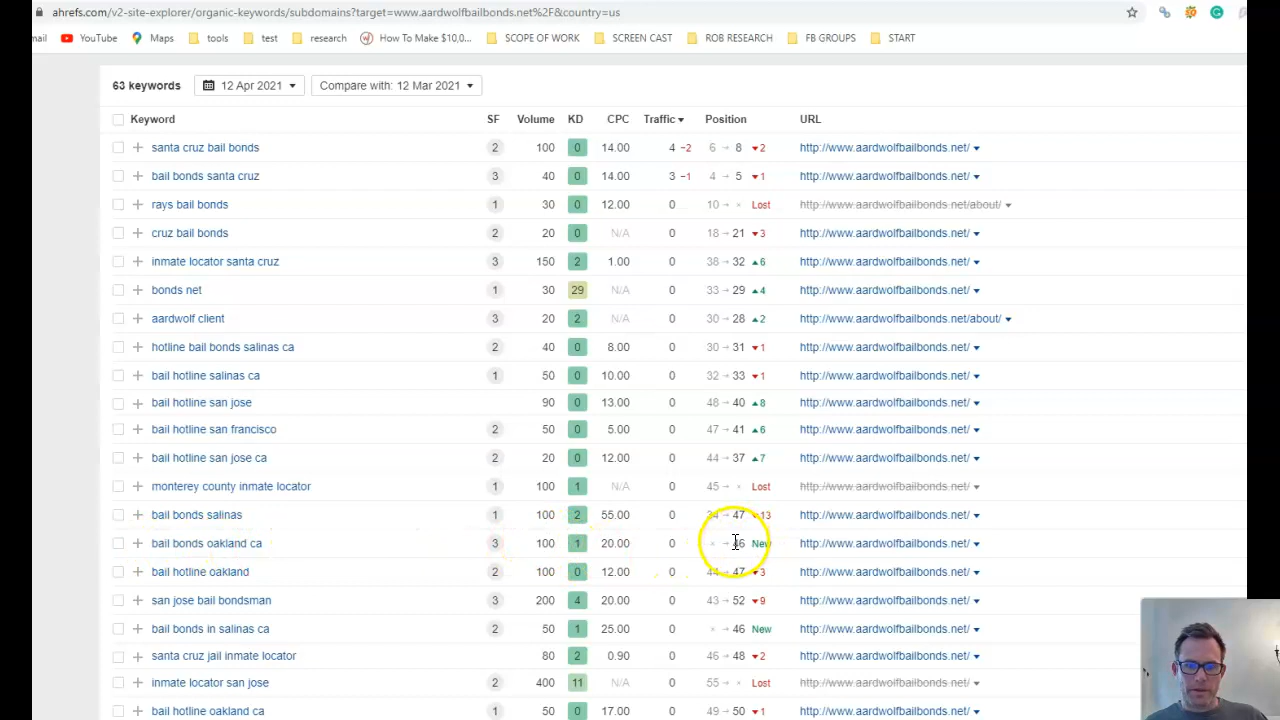 ahrefs.com/v2-site-explorer/organic-keywords/subdomains?target=www.aardwolfbailbonds.net%2F&country=us
mail YouTube Maps tools test research How To Make $10,0... SCOPE OF WORK SCREEN CAST ROB RESEARCH FB GROUPS START
63 keywords 12 Apr 2021 Compare with: 12 Mar 2021
Keyword SF Volume KD CPC Traffic Position URL
santa cruz bail bonds 2 100 0 14.00 4 −2 6 → 8 2 http://www.aardwolfbailbonds.net/
bail bonds santa cruz 3 40 0 14.00 3 −1 4 → 5 1 http://www.aardwolfbailbonds.net/
rays bail bonds 1 30 0 12.00 0 10 → × Lost http://www.aardwolfbailbonds.net/about/
cruz bail bonds 2 20 0 N/A 0 18 → 21 3 http://www.aardwolfbailbonds.net/
inmate locator santa cruz 3 150 2 1.00 0 38 → 32 6 http://www.aardwolfbailbonds.net/
bonds net 1 30 29 N/A 0 33 → 29 4 http://www.aardwolfbailbonds.net/
aardwolf client 3 20 2 N/A 0 30 → 28 2 http://www.aardwolfbailbonds.net/about/
hotline bail bonds salinas ca 2 40 0 8.00 0 30 → 31 1 http://www.aardwolfbailbonds.net/
bail hotline salinas ca 1 50 0 10.00 0 32 → 33 1 http://www.aardwolfbailbonds.net/
bail hotline san jose 90 0 13.00 0 48 → 40 8 http://www.aardwolfbailbonds.net/
bail hotline san francisco 2 50 0 5.00 0 47 → 41 6 http://www.aardwolfbailbonds.net/
bail hotline san jose ca 2 20 0 12.00 0 44 → 37 7 http://www.aardwolfbailbonds.net/
monterey county inmate locator 1 100 1 N/A 0 45 → × Lost http://www.aardwolfbailbonds.net/
bail bonds salinas 1 100 2 55.00 0 34 → 47 13 http://www.aardwolfbailbonds.net/
bail bonds oakland ca 3 100 1 20.00 0 × → 46 New http://www.aardwolfbailbonds.net/
bail hotline oakland 2 100 0 12.00 0 44 → 47 3 http://www.aardwolfbailbonds.net/
san jose bail bondsman 3 200 4 20.00 0 43 → 52 9 http://www.aardwolfbailbonds.net/
bail bonds in salinas ca 2 50 1 25.00 0 × → 46 New http://www.aardwolfbailbonds.net/
santa cruz jail inmate locator 80 2 0.90 0 46 → 48 2 http://www.aardwolfbailbonds.net/
inmate locator san jose 2 400 11 N/A 0 55 → × Lost http://www.aardwolfbailbonds.net/
bail hotline oakland ca 1 50 0 17.00 0 49 → 50 1 http://www.aardwolfbailbonds.net/